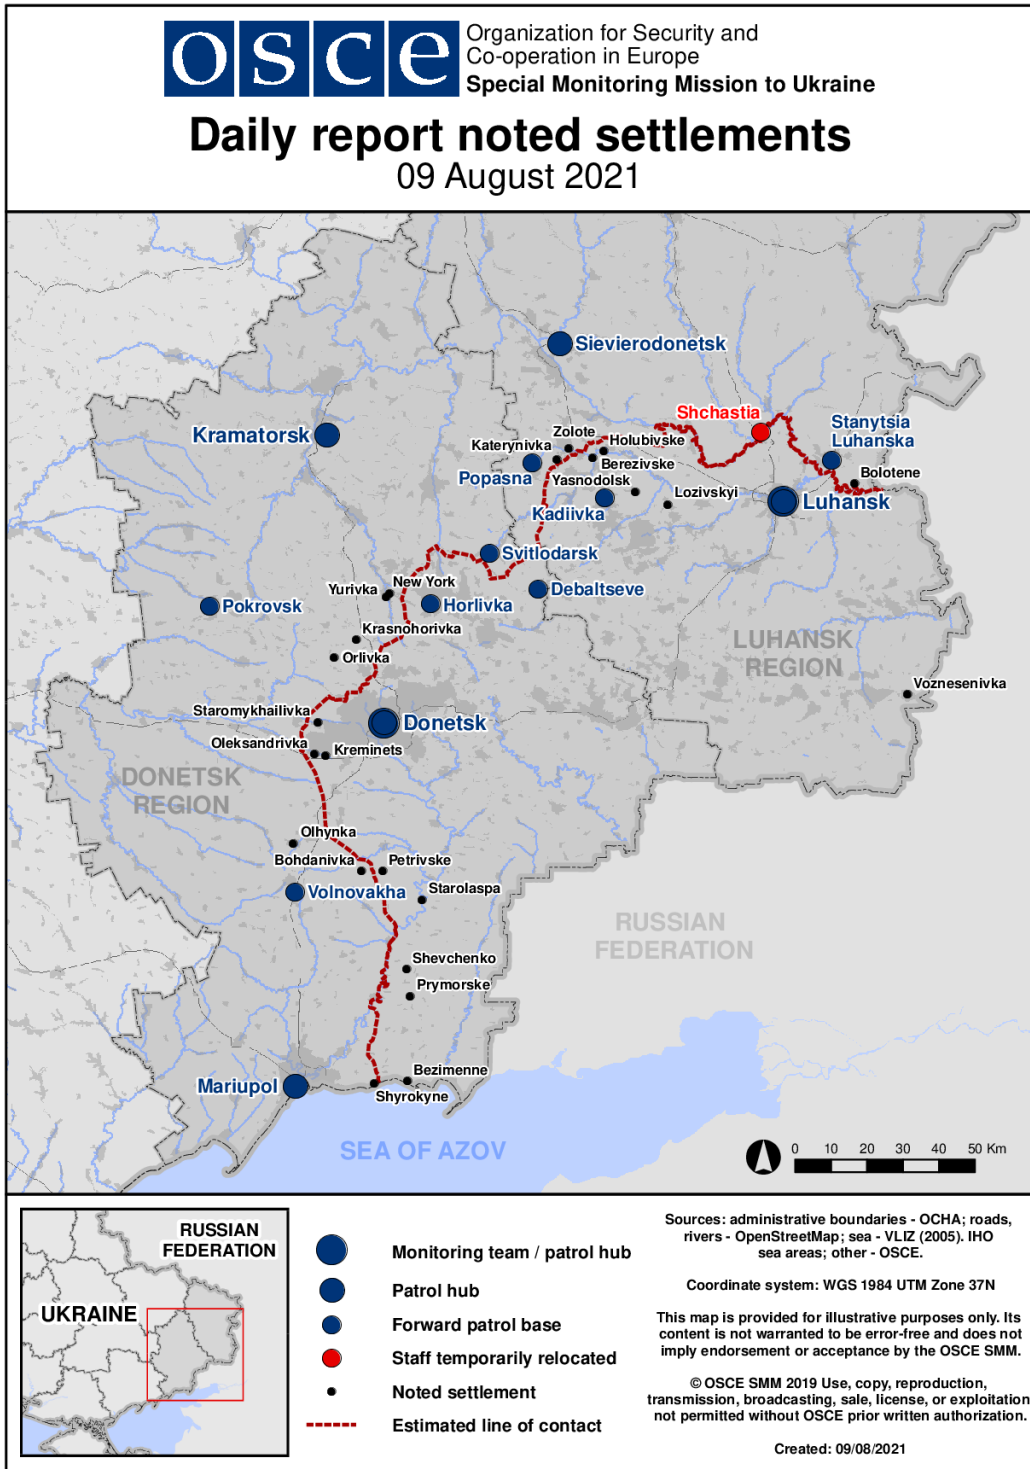 osce
Organization for Security and
Co-operation in Europe
Special Monitoring Mission to Ukraine
Daily report noted settlements
09 August 2021
Sievierodonetsk
Shchastia
Kramatorsk
Stanytsia
Luhanska
Zolote
Katerynivka
Holubivske
Berezivske
Popasna
Yasnodolsk
Bolotene
Lozivskyi
Kadiivka
Luhansk
Svitlodarsk
New York
Yurivka
Debaltseve
Pokrovsk
Horlivka
Krasnohorivka
LUHANSK
REGION
Orlivka
Voznesenivka
Staromykhailivka
Donetsk
Oleksandrivka
Kreminets
DONETSK
REGION
Olhynka
Bohdanivka
Petrivske
Volnovakha
Starolaspa
RUSSIAN
FEDERATION
Shevchenko
Prymorske
Bezimenne
Mariupol
Shyrokyne
SEA OF AZOV
0 10 20 30 40 50 Km
RUSSIAN
FEDERATION
UKRAINE
Monitoring team / patrol hub
Patrol hub
Forward patrol base
Staff temporarily relocated
Noted settlement
Estimated line of contact
Sources: administrative boundaries - OCHA; roads,
rivers - OpenStreetMap; sea - VLIZ (2005). IHO
sea areas; other - OSCE.
Coordinate system: WGS 1984 UTM Zone 37N
This map is provided for illustrative purposes only. Its
content is not warranted to be error-free and does not
imply endorsement or acceptance by the OSCE SMM.
© OSCE SMM 2019 Use, copy, reproduction,
transmission, broadcasting, sale, license, or exploitation
not permitted without OSCE prior written authorization.
Created: 09/08/2021